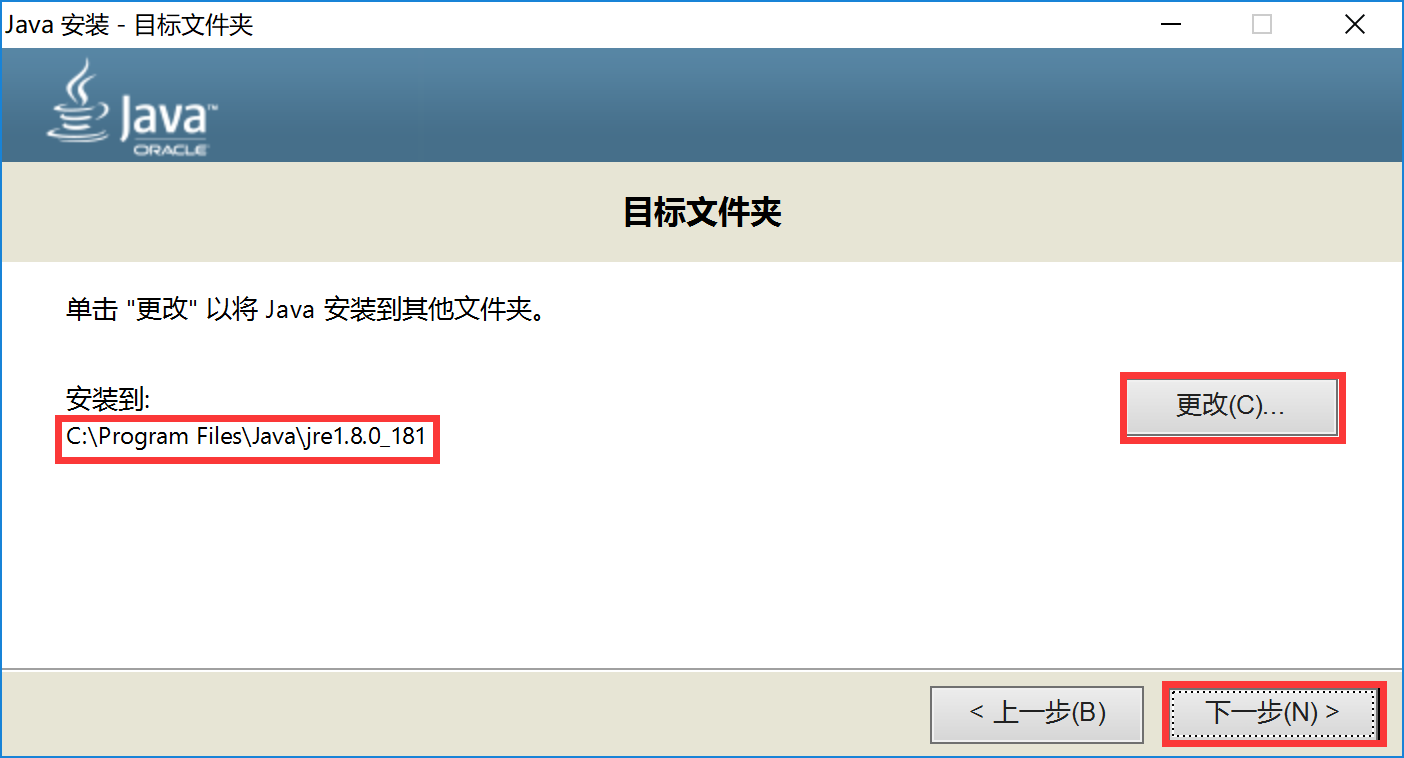 Java 安装 - 目标文件夹
Java™
ORACLE
目标文件夹
单击 "更改" 以将 Java 安装到其他文件夹。
安装到:
C:\Program Files\Java\jre1.8.0_181
更改(C)...
< 上一步(B)
下一步(N) >